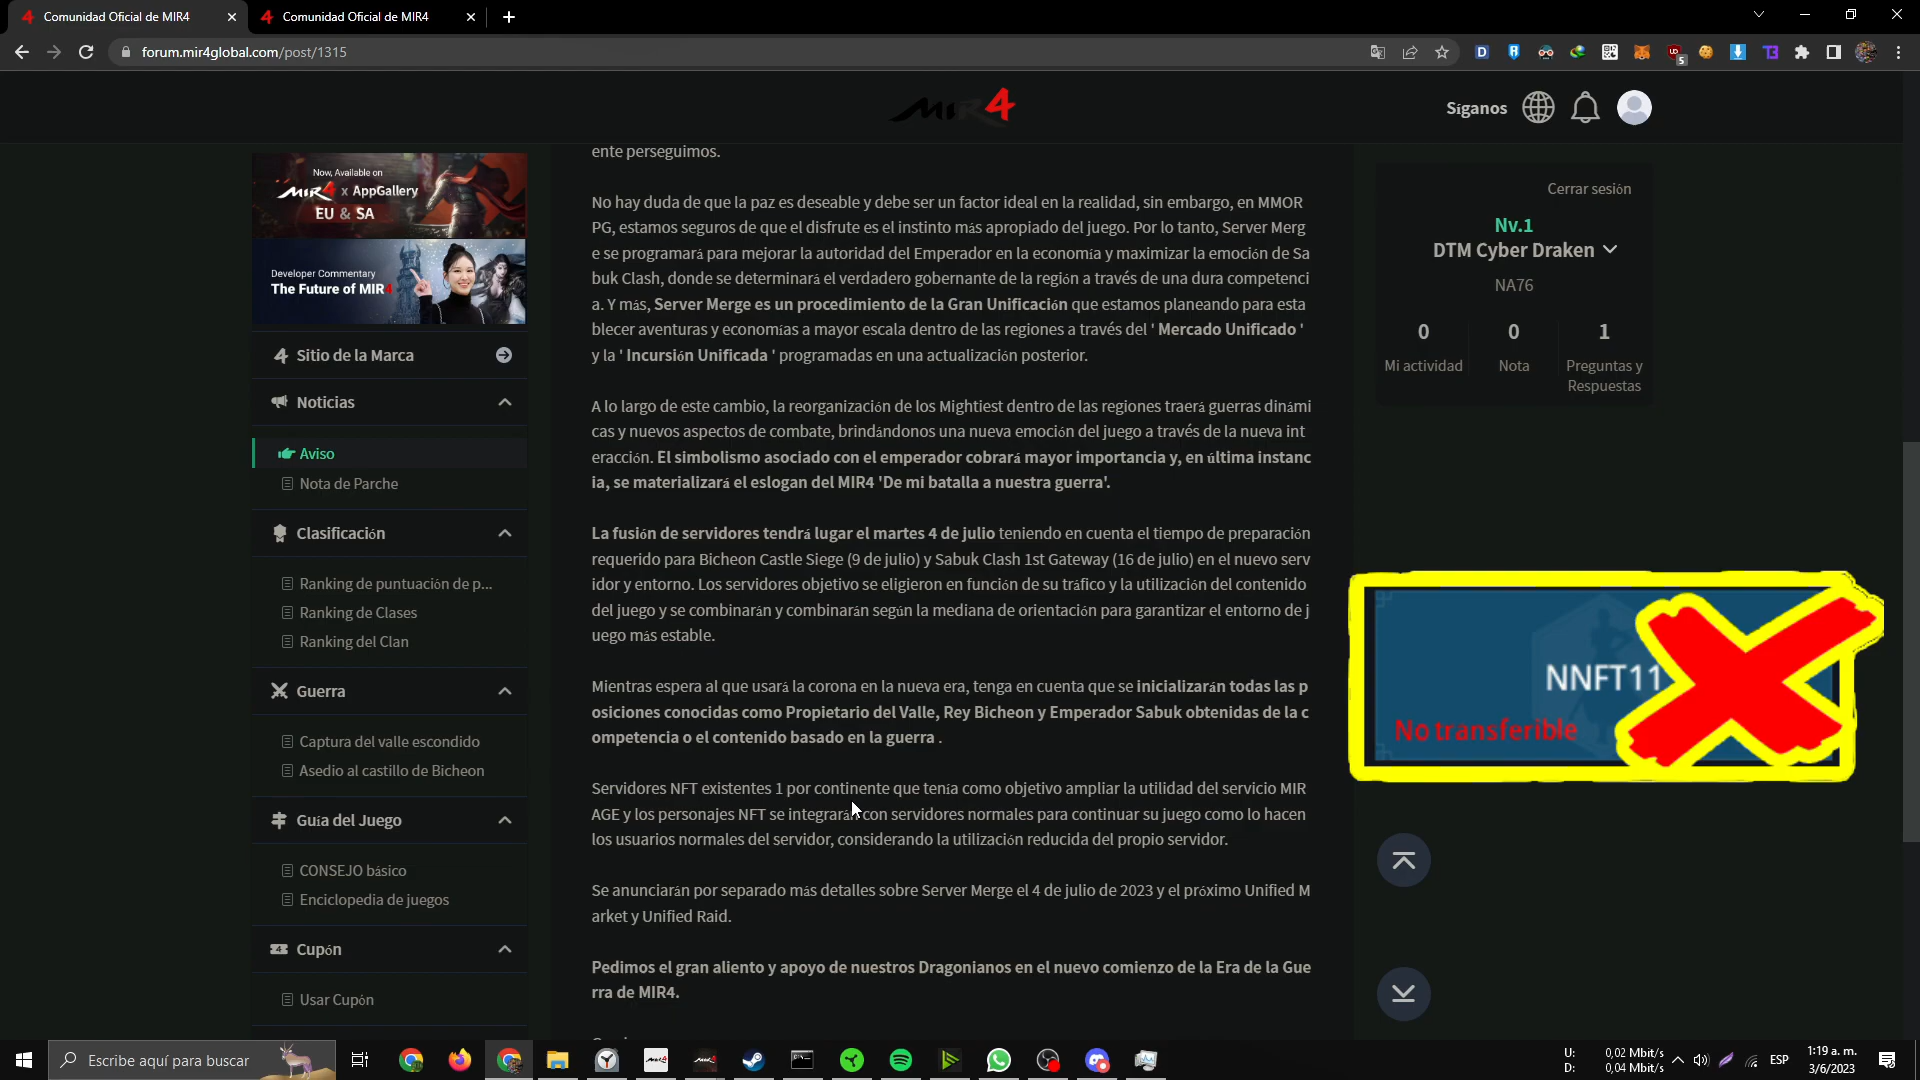 Comunidad Oficial de MIR4
Comunidad Oficial de MIR4
forum.mir4global.com/post/1315
MIR4
Síganos
Now, Available on
MIR4 x AppGallery
EU & SA
Developer Commentary
The Future of MIR4
Sitio de la Marca
Noticias
Aviso
Nota de Parche
Clasificación
Ranking de puntuación de p...
Ranking de Clases
Ranking del Clan
Guerra
Captura del valle escondido
Asedio al castillo de Bicheon
Guía del Juego
CONSEJO básico
Enciclopedia de juegos
Cupón
Usar Cupón
ente perseguimos.
No hay duda de que la paz es deseable y debe ser un factor ideal en la realidad, sin embargo, en MMOR
PG, estamos seguros de que el disfrute es el instinto más apropiado del juego. Por lo tanto, Server Merg
e se programará para mejorar la autoridad del Emperador en la economía y maximizar la emoción de Sa
buk Clash, donde se determinará el verdadero gobernante de la región a través de una dura competenci
a. Y más, Server Merge es un procedimiento de la Gran Unificación que estamos planeando para esta
blecer aventuras y economías a mayor escala dentro de las regiones a través del ' Mercado Unificado '
y la ' Incursión Unificada ' programadas en una actualización posterior.
A lo largo de este cambio, la reorganización de los Mightiest dentro de las regiones traerá guerras dinámi
cas y nuevos aspectos de combate, brindándonos una nueva emoción del juego a través de la nueva int
eracción. El simbolismo asociado con el emperador cobrará mayor importancia y, en última instanc
ia, se materializará el eslogan del MIR4 'De mi batalla a nuestra guerra'.
La fusión de servidores tendrá lugar el martes 4 de julio teniendo en cuenta el tiempo de preparación
requerido para Bicheon Castle Siege (9 de julio) y Sabuk Clash 1st Gateway (16 de julio) en el nuevo serv
idor y entorno. Los servidores objetivo se eligieron en función de su tráfico y la utilización del contenido
del juego y se combinarán y combinarán según la mediana de orientación para garantizar el entorno de j
uego más estable.
Mientras espera al que usará la corona en la nueva era, tenga en cuenta que se inicializarán todas las p
osiciones conocidas como Propietario del Valle, Rey Bicheon y Emperador Sabuk obtenidas de la c
ompetencia o el contenido basado en la guerra .
Servidores NFT existentes 1 por continente que tenía como objetivo ampliar la utilidad del servicio MIR
AGE y los personajes NFT se integrarán con servidores normales para continuar su juego como lo hacen
los usuarios normales del servidor, considerando la utilización reducida del propio servidor.
Se anunciarán por separado más detalles sobre Server Merge el 4 de julio de 2023 y el próximo Unified M
arket y Unified Raid.
Pedimos el gran aliento y apoyo de nuestros Dragonianos en el nuevo comienzo de la Era de la Gue
rra de MIR4.
Cerrar sesión
Nv.1
DTM Cyber Draken
NA76
0 0 1
Mi actividad Nota Preguntas y
Respuestas
NNFT11
No transferible
Escribe aquí para buscar
U: 0,02 Mbit/s
D: 0,04 Mbit/s
ESP
1:19 a. m.
3/6/2023